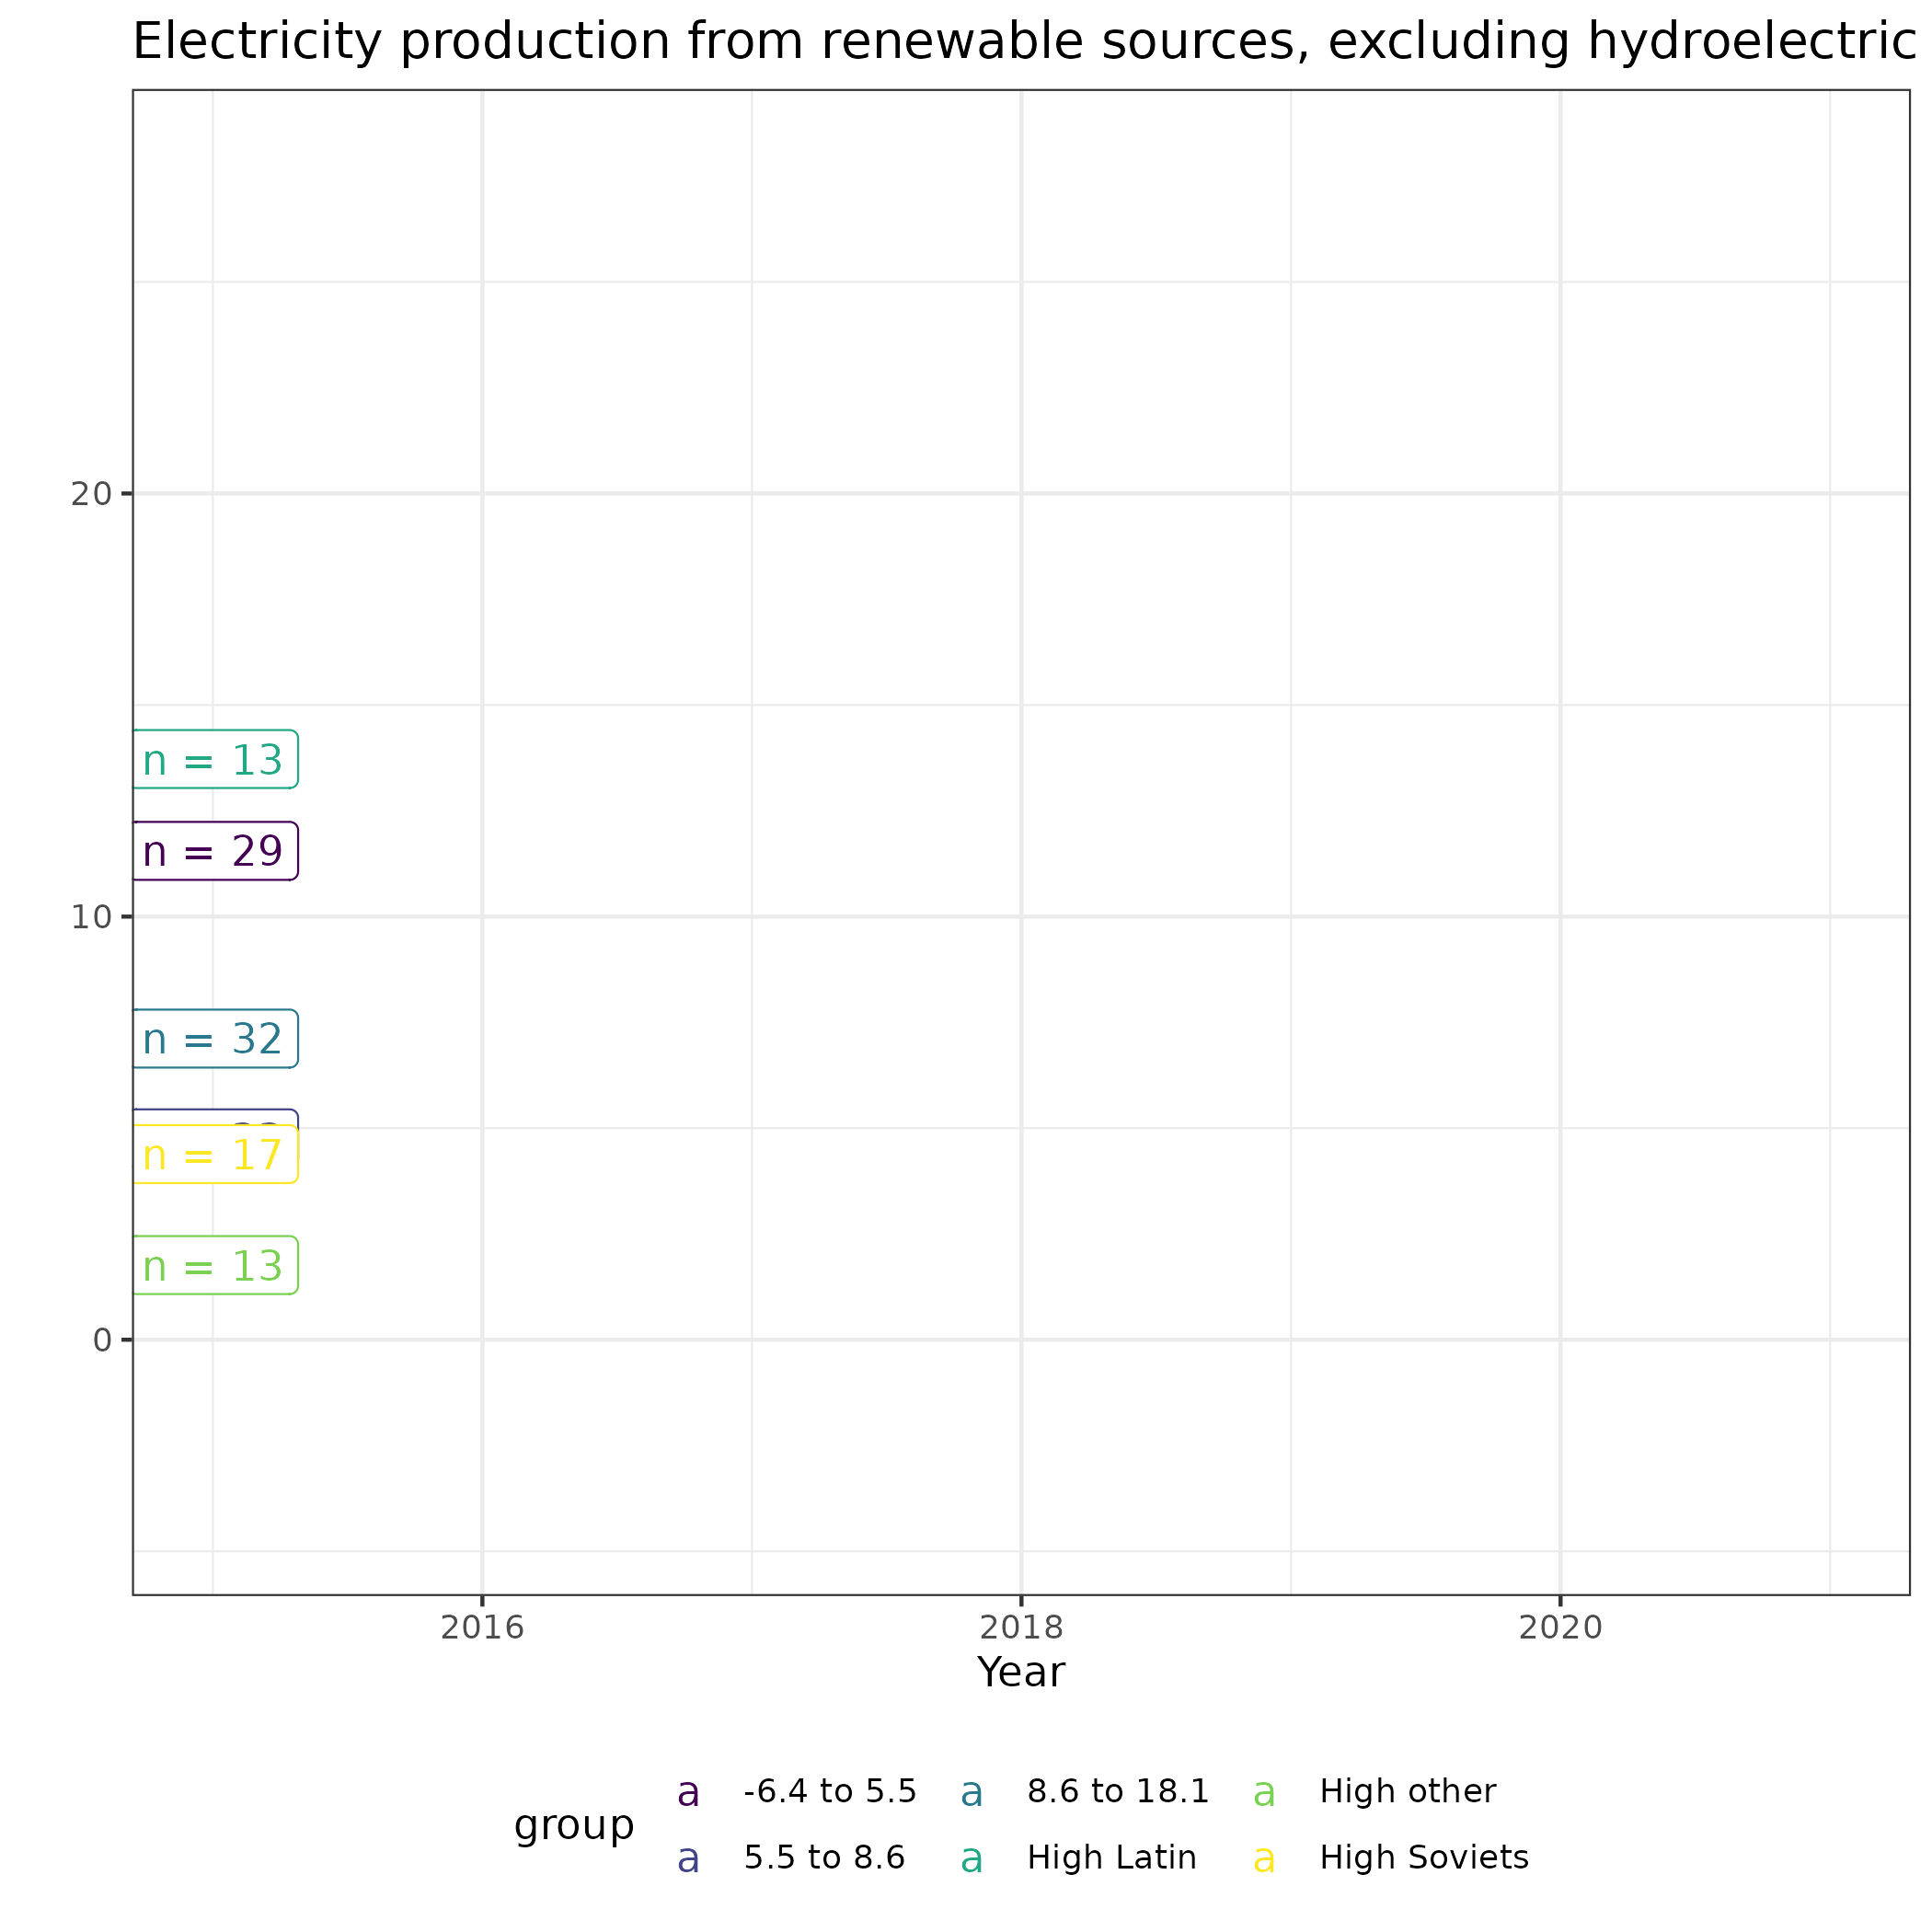 Electricity production from renewable sources, excluding hydroelectric
20
n = 13
n = 29
10
n = 32
n = 17
n = 13
0
2016 2018 2020
Year
group
a -6.4 to 5.5 a 8.6 to 18.1 a High other
a 5.5 to 8.6 a High Latin a High Soviets